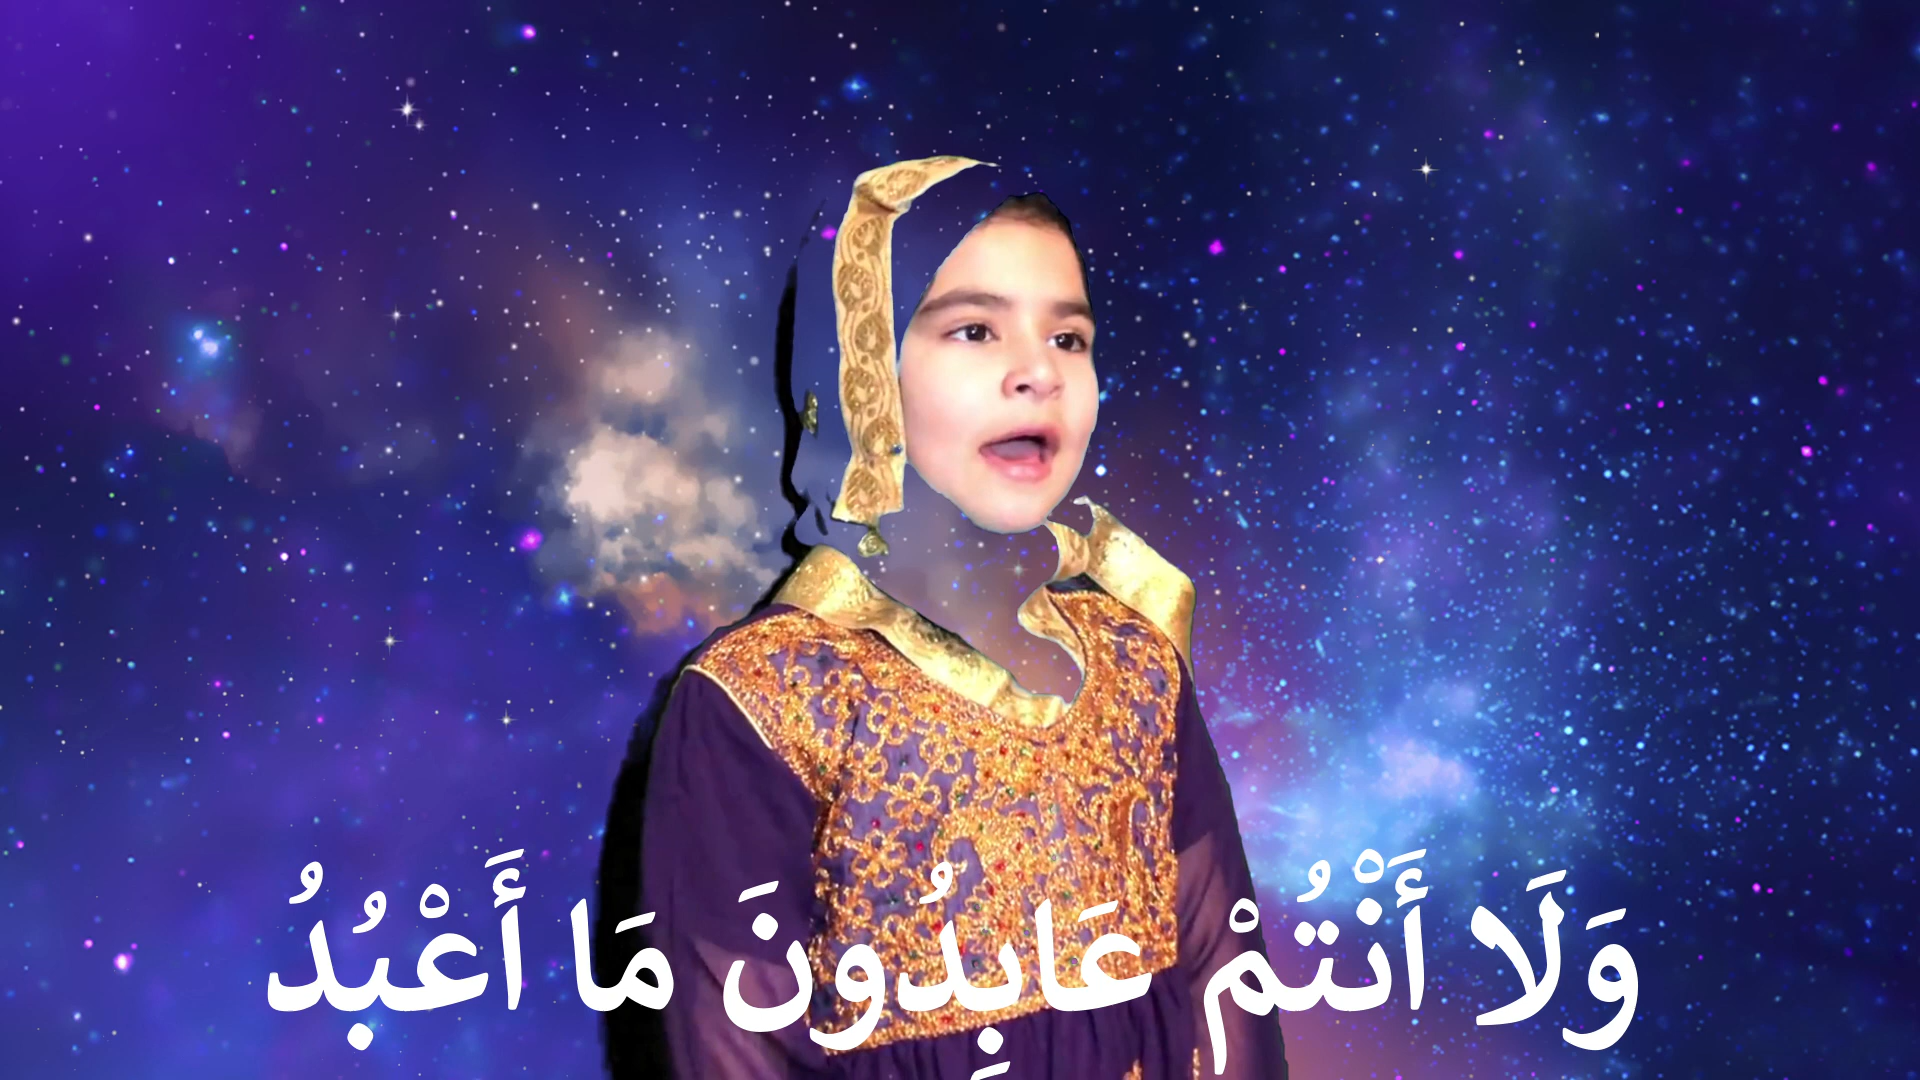 وَلَا أَنْتُمْ عَابِدُونَ مَا أَعْبُدُ